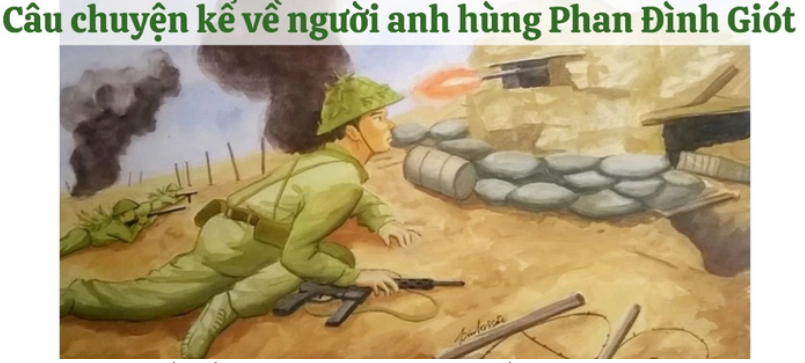 Câu chuyện kể về người anh hùng Phan Đình Giót